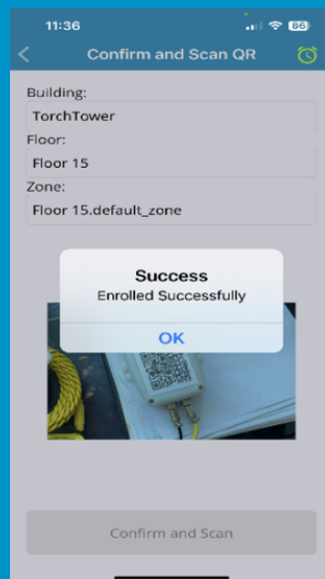 11:36
86
Confirm and Scan QR
Building:
TorchTower
Floor:
Floor 15
Zone:
Floor 15.default_zone
Success
Enrolled Successfully
OK
Confirm and Scan